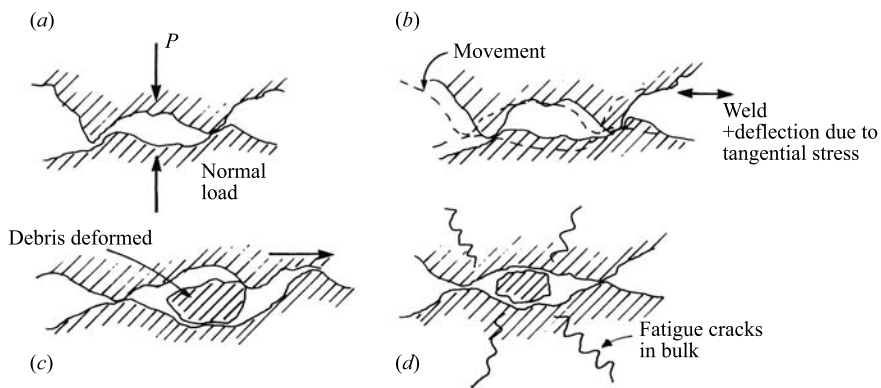 (a)
P
Normal
load
(b)
Movement
Weld
+deflection due to
tangential stress
Debris deformed
(c)
(d)
Fatigue cracks
in bulk